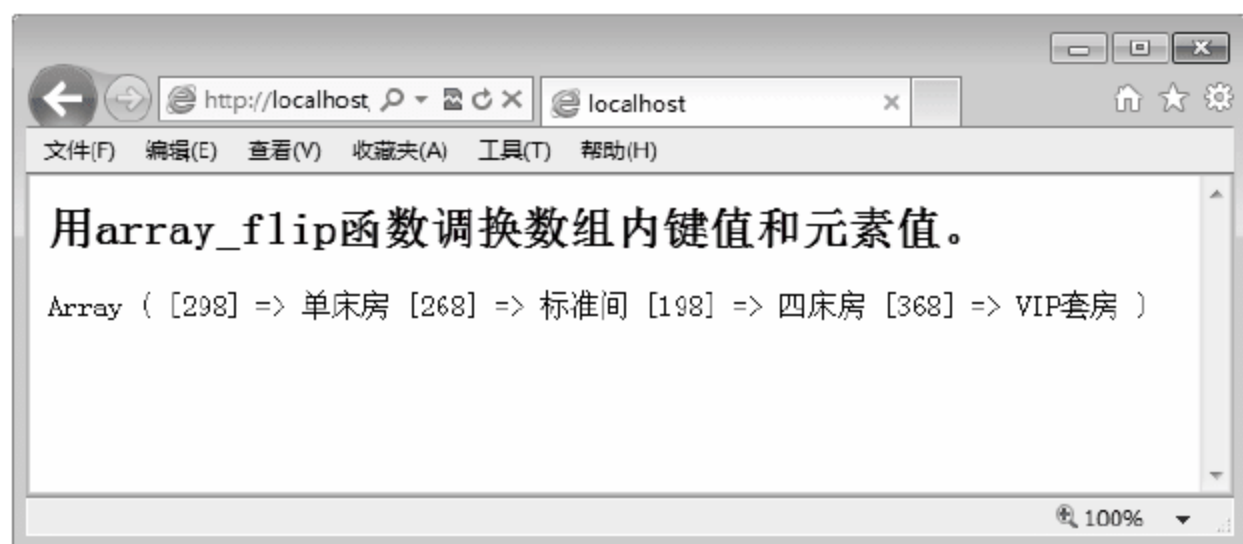 http://localhost,
localhost
文件(F) 编辑(E) 查看(V) 收藏夹(A) 工具(T) 帮助(H)
用array_flip函数调换数组内键值和元素值。
Array ( [298] => 单床房 [268] => 标准间 [198] => 四床房 [368] => VIP套房 )
100%